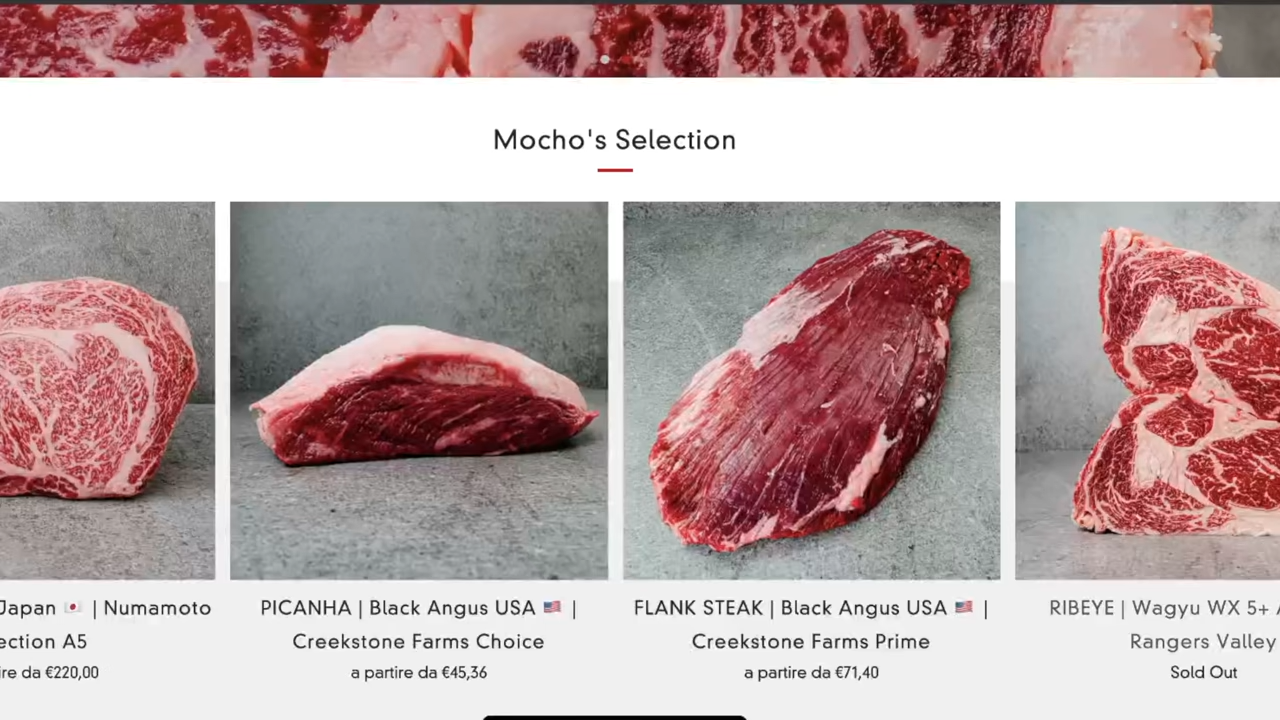 Mocho's Selection
Japan 🇯🇵 | Numamoto
ection A5
ire da €220,00
PICANHA | Black Angus USA 🇺🇸 |
Creekstone Farms Choice
a partire da €45,36
FLANK STEAK | Black Angus USA 🇺🇸 |
Creekstone Farms Prime
a partire da €71,40
RIBEYE | Wagyu WX 5+
Rangers Valley
Sold Out